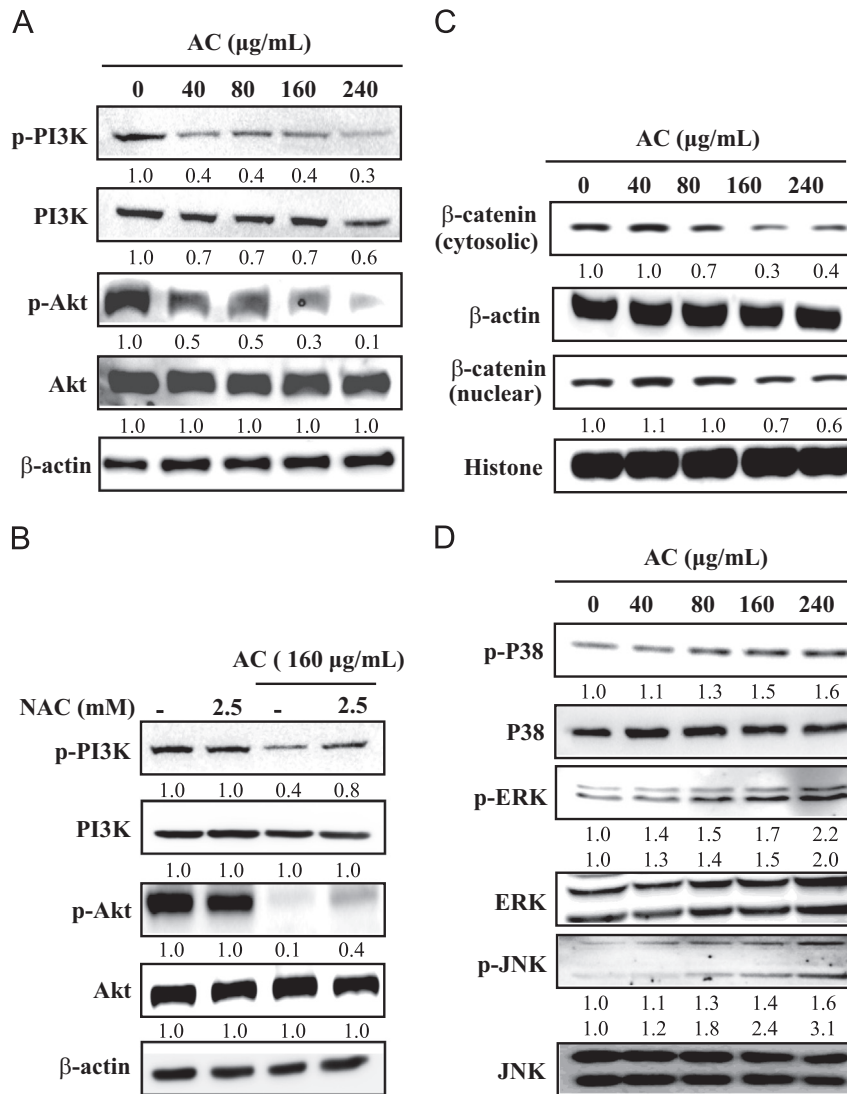 A
AC (μg/mL)
0 40 80 160 240
p-PI3K
1.0 0.4 0.4 0.4 0.3
PI3K
1.0 0.7 0.7 0.7 0.6
p-Akt
1.0 0.5 0.5 0.3 0.1
Akt
1.0 1.0 1.0 1.0 1.0
β-actin
B
AC ( 160 μg/mL)
NAC (mM) - 2.5 - 2.5
p-PI3K
1.0 1.0 0.4 0.8
PI3K
1.0 1.0 1.0 1.0
p-Akt
1.0 1.0 0.1 0.4
Akt
1.0 1.0 1.0 1.0
β-actin
C
AC (μg/mL)
0 40 80 160 240
β-catenin
(cytosolic)
1.0 1.0 0.7 0.3 0.4
β-actin
β-catenin
(nuclear)
1.0 1.1 1.0 0.7 0.6
Histone
D
AC (μg/mL)
0 40 80 160 240
p-P38
1.0 1.1 1.3 1.5 1.6
P38
p-ERK
1.0 1.4 1.5 1.7 2.2
1.0 1.3 1.4 1.5 2.0
ERK
p-JNK
1.0 1.1 1.3 1.4 1.6
1.0 1.2 1.8 2.4 3.1
JNK